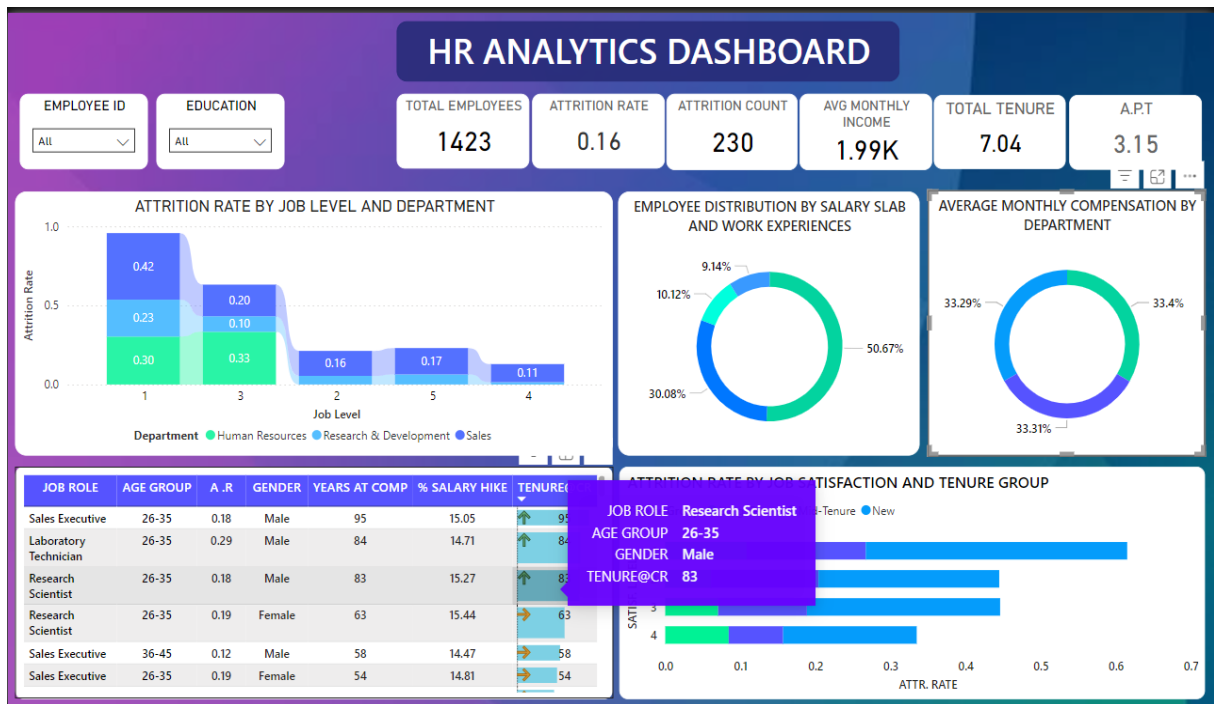 HR ANALYTICS DASHBOARD
EMPLOYEE ID
All
EDUCATION
All
TOTAL EMPLOYEES
1423
ATTRITION RATE
0.16
ATTRITION COUNT
230
AVG MONTHLY
INCOME
1.99K
TOTAL TENURE
7.04
A.P.T
3.15
ATTRITION RATE BY JOB LEVEL AND DEPARTMENT
Attrition Rate
1.0
0.5
0.0
0.42
0.23
0.30
0.20
0.10
0.33
0.16
0.17
0.11
1 3 2 5 4
Job Level
Department Human Resources Research & Development Sales
EMPLOYEE DISTRIBUTION BY SALARY SLAB
AND WORK EXPERIENCES
9.14%
10.12%
50.67%
30.08%
AVERAGE MONTHLY COMPENSATION BY
DEPARTMENT
33.29%
33.4%
33.31%
JOB ROLE AGE GROUP A .R GENDER YEARS AT COMP % SALARY HIKE TENURE@
Sales Executive 26-35 0.18 Male 95 15.05 95
Laboratory
Technician 26-35 0.29 Male 84 14.71 84
Research
Scientist 26-35 0.18 Male 83 15.27 83
Research
Scientist 26-35 0.19 Female 63 15.44 63
Sales Executive 36-45 0.12 Male 58 14.47 58
Sales Executive 26-35 0.19 Female 54 14.81 54
JOB ROLE Research Scientist
AGE GROUP 26-35
GENDER Male
TENURE@CR 83
ATTRITION RATE BY JOB SATISFACTION AND TENURE GROUP
-Tenure New
3
4
0.0 0.1 0.2 0.3 0.4 0.5 0.6 0.7
ATTR. RATE